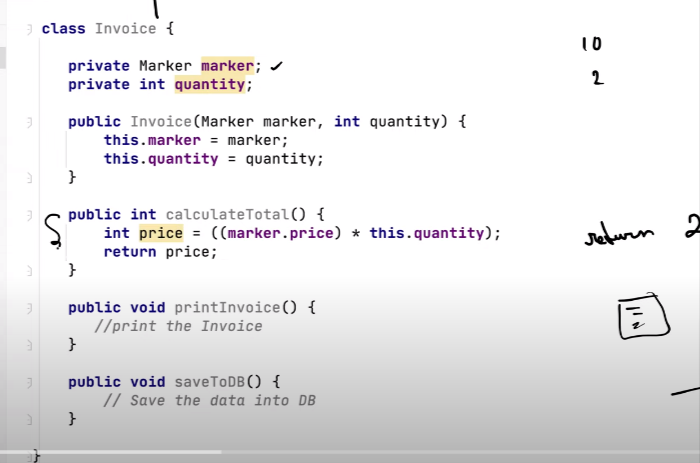 class Invoice {
private Marker marker;
private int quantity;
10
2
public Invoice(Marker marker, int quantity) {
this.marker = marker;
this.quantity = quantity;
}
public int calculateTotal() {
int price = ((marker.price) * this.quantity);
return price;
}
return 2
public void printInvoice() {
//print the Invoice
}
public void saveToDB() {
// Save the data into DB
}
}